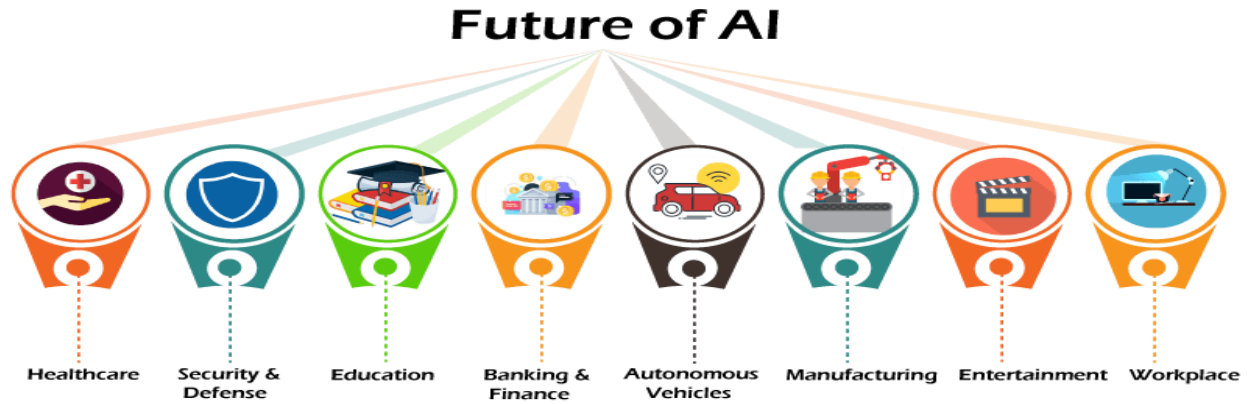 Future of AI
Healthcare
Security &
Defense
Education
Banking &
Finance
Autonomous
Vehicles
Manufacturing
Entertainment
Workplace